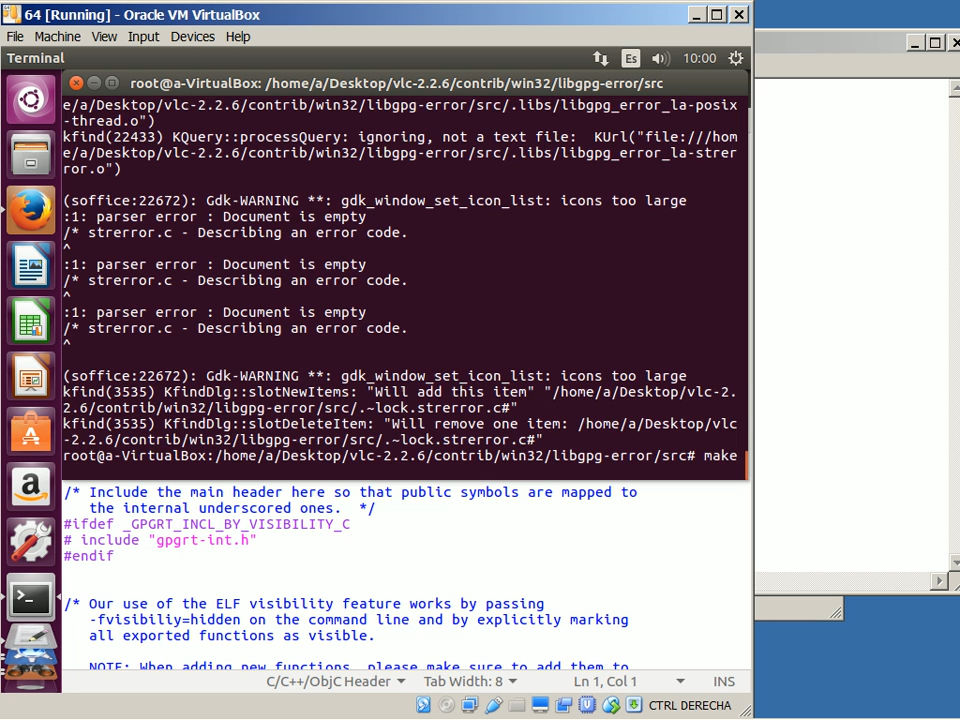 64 [Running] - Oracle VM VirtualBox
File Machine View Input Devices Help
Terminal
Es
10:00
root@a-VirtualBox: /home/a/Desktop/vlc-2.2.6/contrib/win32/libgpg-error/src
e/a/Desktop/vlc-2.2.6/contrib/win32/libgpg-error/src/.libs/libgpg_error_la-posix
-thread.o")
kfind(22433) KQuery::processQuery: ignoring, not a text file:  KUrl("file:///hom
e/a/Desktop/vlc-2.2.6/contrib/win32/libgpg-error/src/.libs/libgpg_error_la-strer
ror.o")
(soffice:22672): Gdk-WARNING **: gdk_window_set_icon_list: icons too large
:1: parser error : Document is empty
/* strerror.c - Describing an error code.
^
:1: parser error : Document is empty
/* strerror.c - Describing an error code.
^
:1: parser error : Document is empty
/* strerror.c - Describing an error code.
^
(soffice:22672): Gdk-WARNING **: gdk_window_set_icon_list: icons too large
kfind(3535) KfindDlg::slotNewItems: "Will add this item" "/home/a/Desktop/vlc-2.
2.6/contrib/win32/libgpg-error/src/.~lock.strerror.c#"
kfind(3535) KfindDlg::slotDeleteItem: "Will remove one item: /home/a/Desktop/vlc
-2.2.6/contrib/win32/libgpg-error/src/.~lock.strerror.c#"
root@a-VirtualBox:/home/a/Desktop/vlc-2.2.6/contrib/win32/libgpg-error/src# make
/* Include the main header here so that public symbols are mapped to
the internal underscored ones.  */
#ifdef _GPGRT_INCL_BY_VISIBILITY_C
# include "gpgrt-int.h"
#endif
/* Our use of the ELF visibility feature works by passing
-fvisibiliy=hidden on the command line and by explicitly marking
all exported functions as visible.
NOTE: When adding new functions, please make sure to add them to
C/C++/ObjC Header Tab Width: 8 Ln 1, Col 1 INS
CTRL DERECHA